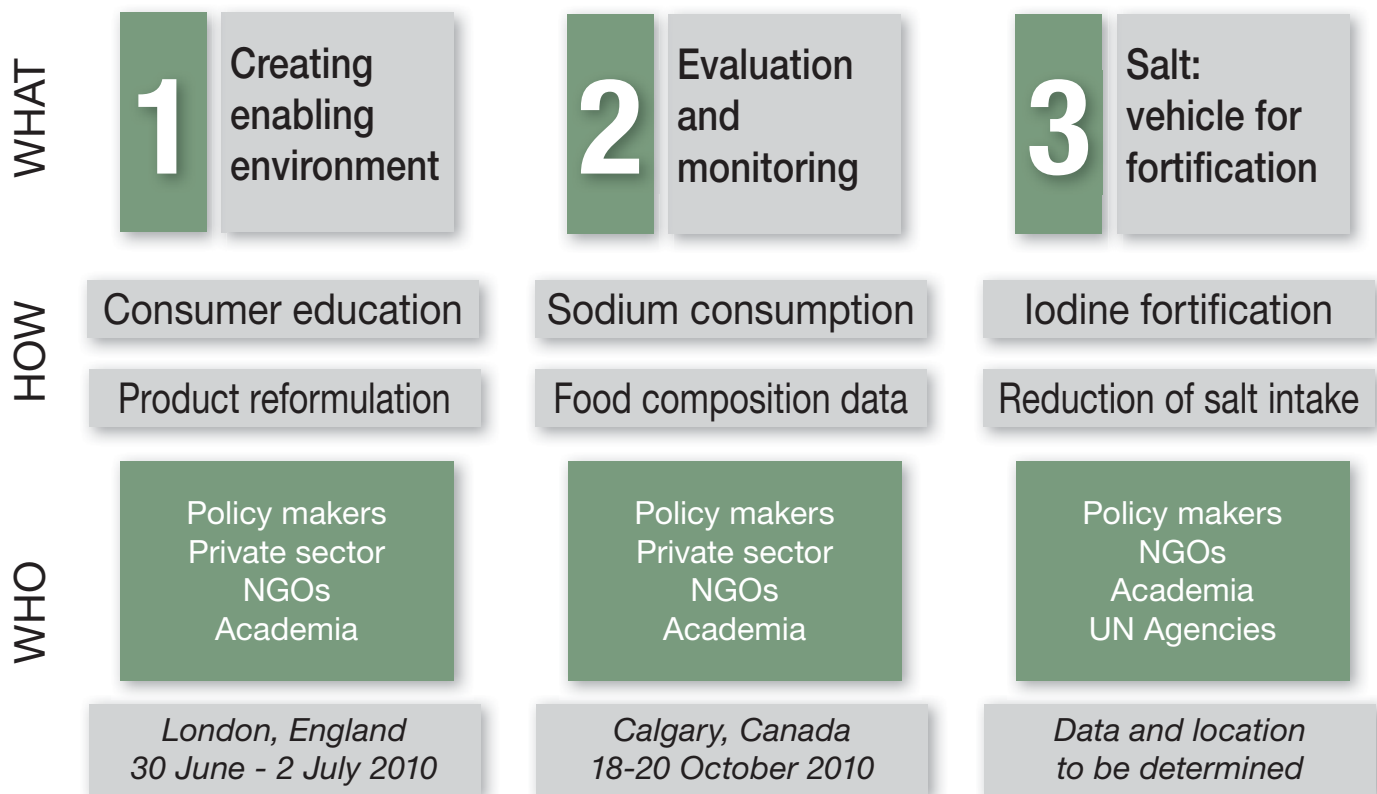 WHAT
1
Creating
enabling
environment
2
Evaluation
and
monitoring
3
Salt:
vehicle for
fortification
HOW
Consumer education
Sodium consumption
Iodine fortification
Product reformulation
Food composition data
Reduction of salt intake
WHO
Policy makers
Private sector
NGOs
Academia
Policy makers
Private sector
NGOs
Academia
Policy makers
NGOs
Academia
UN Agencies
London, England
30 June - 2 July 2010
Calgary, Canada
18-20 October 2010
Data and location
to be determined